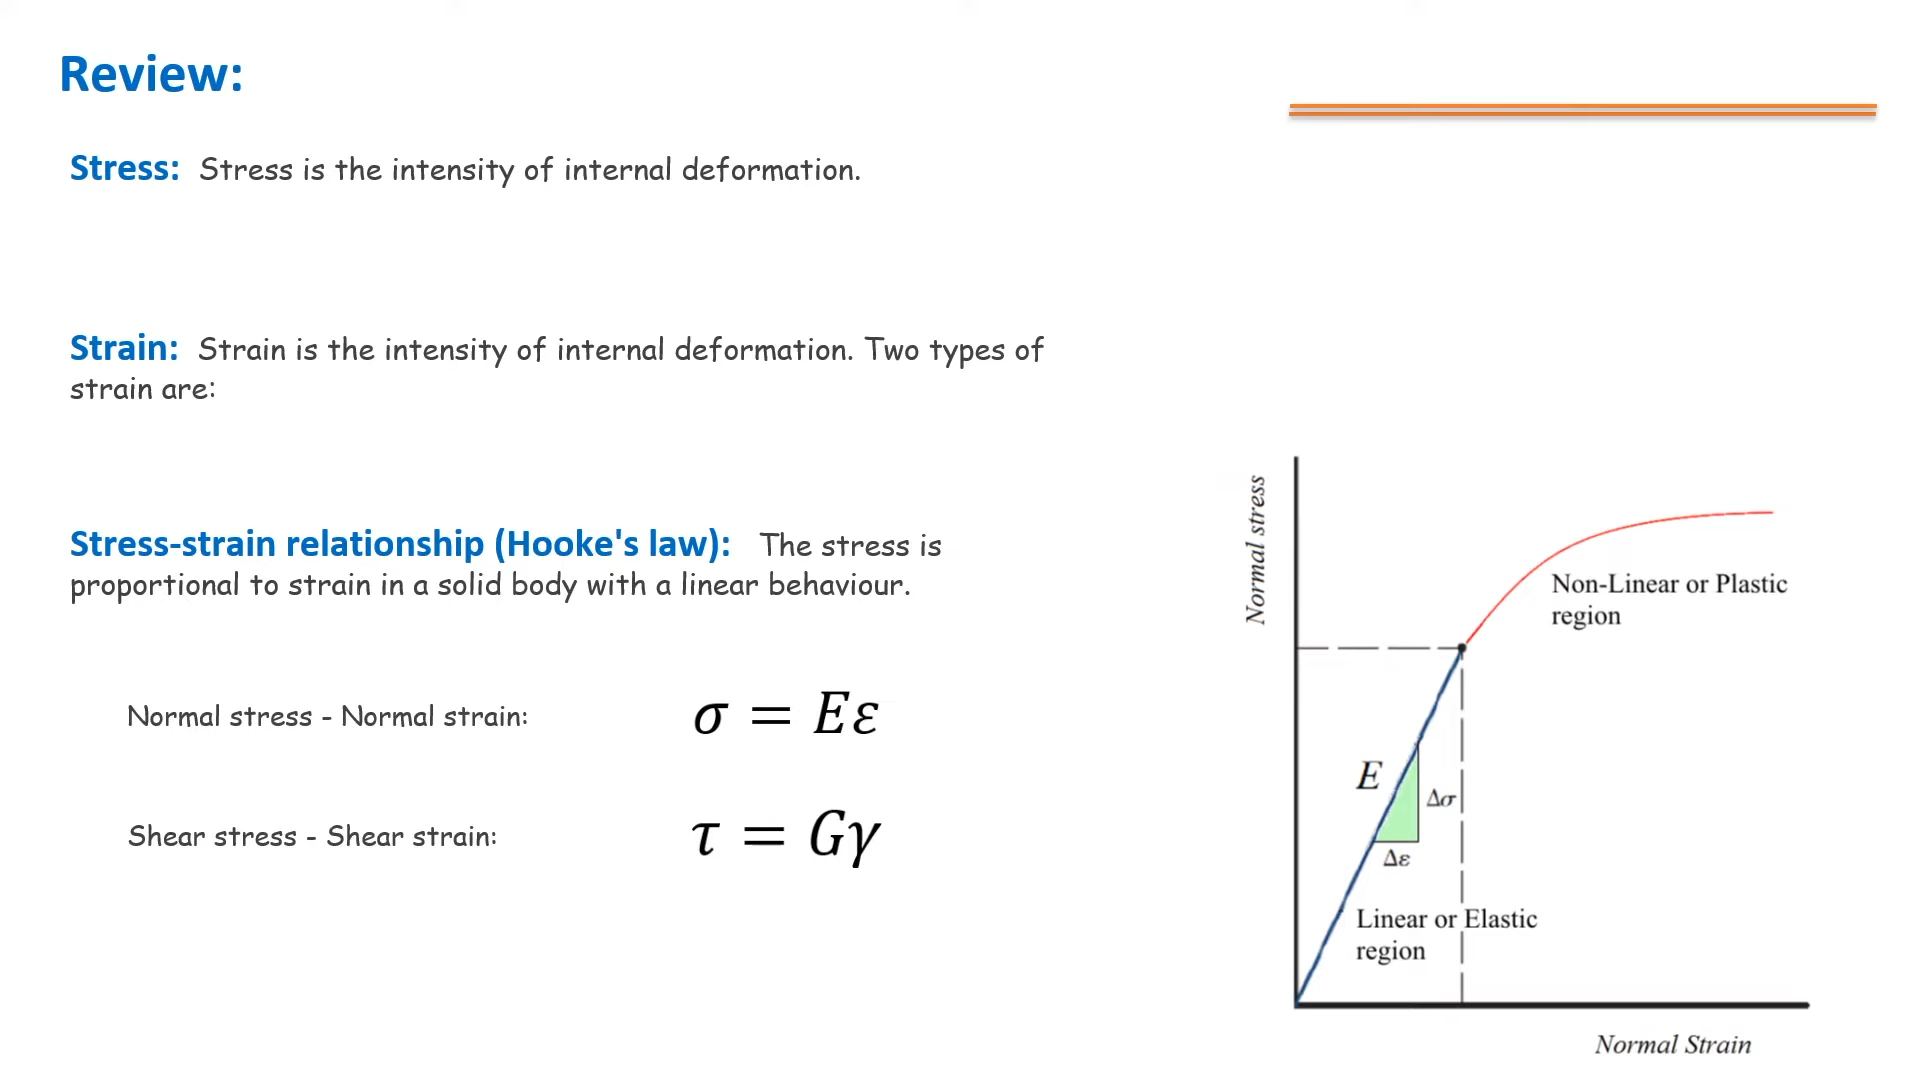 Review:
Stress: Stress is the intensity of internal deformation.
Strain: Strain is the intensity of internal deformation. Two types of
strain are:
Stress-strain relationship (Hooke's law): The stress is
proportional to strain in a solid body with a linear behaviour.
Normal stress - Normal strain: σ = Eε
Shear stress - Shear strain: τ = Gγ
Normal stress
Non-Linear or Plastic
region
E
Δσ
Δε
Linear or Elastic
region
Normal Strain